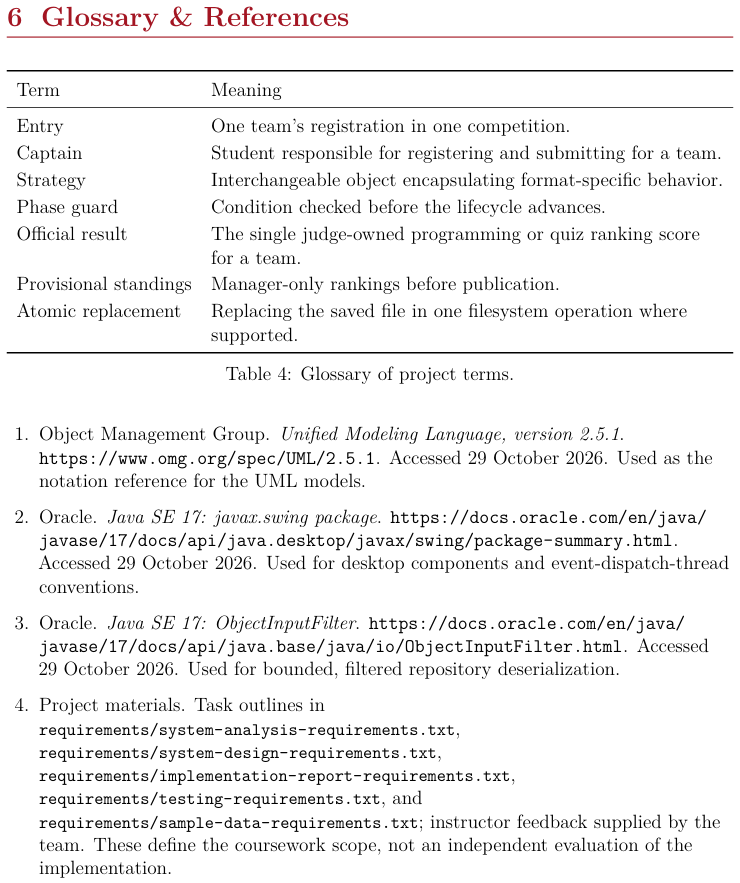 6 Glossary & References
Term Meaning
Entry One team's registration in one competition.
Captain Student responsible for registering and submitting for a team.
Strategy Interchangeable object encapsulating format-specific behavior.
Phase guard Condition checked before the lifecycle advances.
Official result The single judge-owned programming or quiz ranking score
for a team.
Provisional standings Manager-only rankings before publication.
Atomic replacement Replacing the saved file in one filesystem operation where
supported.
Table 4: Glossary of project terms.
1. Object Management Group. Unified Modeling Language, version 2.5.1.
https://www.omg.org/spec/UML/2.5.1. Accessed 29 October 2026. Used as the
notation reference for the UML models.
2. Oracle. Java SE 17: javax.swing package. https://docs.oracle.com/en/java/
javase/17/docs/api/java.desktop/javax/swing/package-summary.html.
Accessed 29 October 2026. Used for desktop components and event-dispatch-thread
conventions.
3. Oracle. Java SE 17: ObjectInputFilter. https://docs.oracle.com/en/java/
javase/17/docs/api/java.base/java/io/ObjectInputFilter.html. Accessed
29 October 2026. Used for bounded, filtered repository deserialization.
4. Project materials. Task outlines in
requirements/system-analysis-requirements.txt,
requirements/system-design-requirements.txt,
requirements/implementation-report-requirements.txt,
requirements/testing-requirements.txt, and
requirements/sample-data-requirements.txt; instructor feedback supplied by the
team. These define the coursework scope, not an independent evaluation of the
implementation.